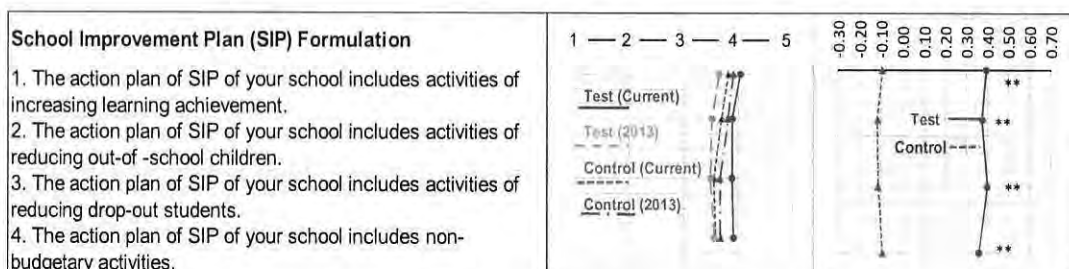 School Improvement Plan (SIP) Formulation
1. The action plan of SIP of your school includes activities of
increasing learning achievement.
2. The action plan of SIP of your school includes activities of
reducing out-of -school children.
3. The action plan of SIP of your school includes activities of
reducing drop-out students.
4. The action plan of SIP of your school includes non-
budgetary activities.
1 — 2 — 3 — 4 — 5
Test (Current)
Test (2013)
Control (Current)
Control (2013)
-0.30
-0.20
-0.10
0.00
0.10
0.20
0.30
0.40
0.50
0.60
0.70
**
Test
**
Control
**
**